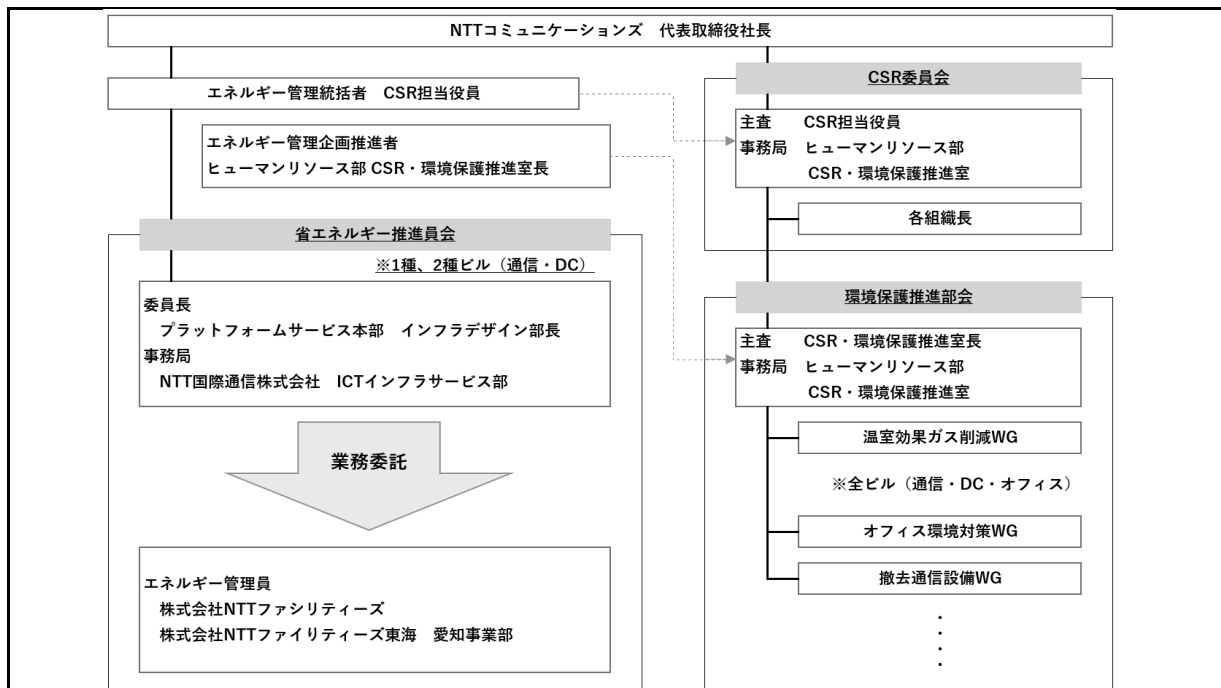 NTTコミュニケーションズ　代表取締役社長
エネルギー管理統括者　CSR担当役員
エネルギー管理企画推進者
ヒューマンリソース部 CSR・環境保護推進室長
省エネルギー推進員会
※1種、2種ビル（通信・DC）
委員長
プラットフォームサービス本部　インフラデザイン部長
事務局
NTT国際通信株式会社　ICTインフラサービス部
業務委託
エネルギー管理員
株式会社NTTファシリティーズ
株式会社NTTファイリティーズ東海　愛知事業部
CSR委員会
主査　CSR担当役員
事務局　ヒューマンリソース部
CSR・環境保護推進室
各組織長
環境保護推進部会
主査　CSR・環境保護推進室長
事務局　ヒューマンリソース部
CSR・環境保護推進室
温室効果ガス削減WG
※全ビル（通信・DC・オフィス）
オフィス環境対策WG
撤去通信設備WG